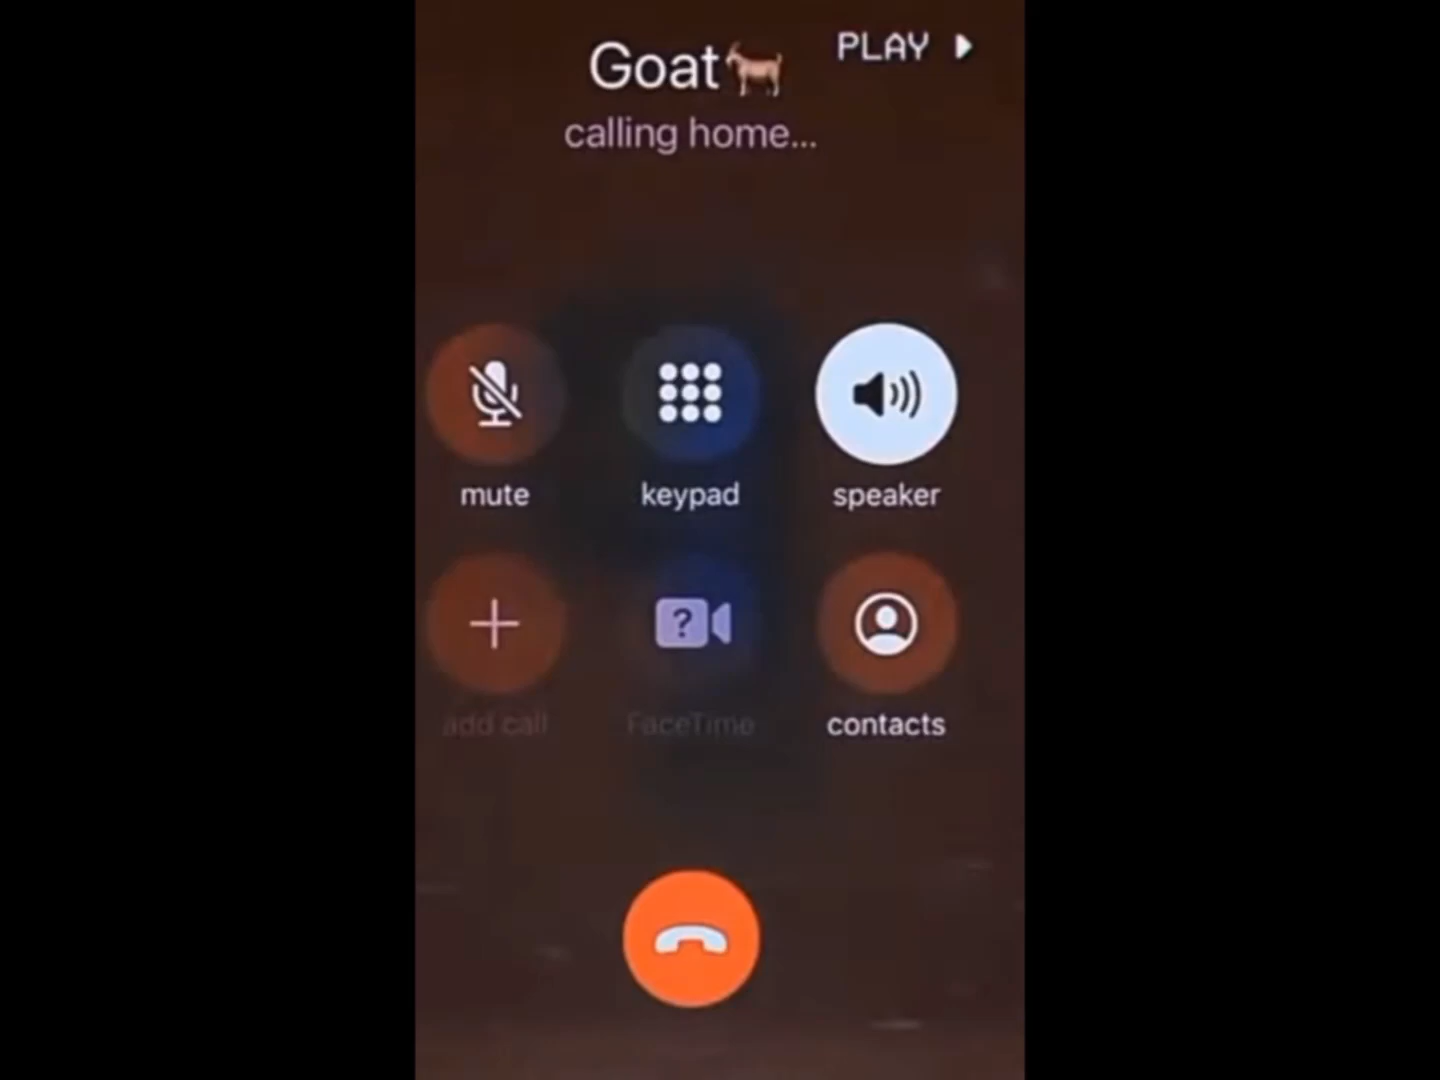 Goat🐐
PLAY
calling home...
mute
keypad
speaker
add call
FaceTime
contacts